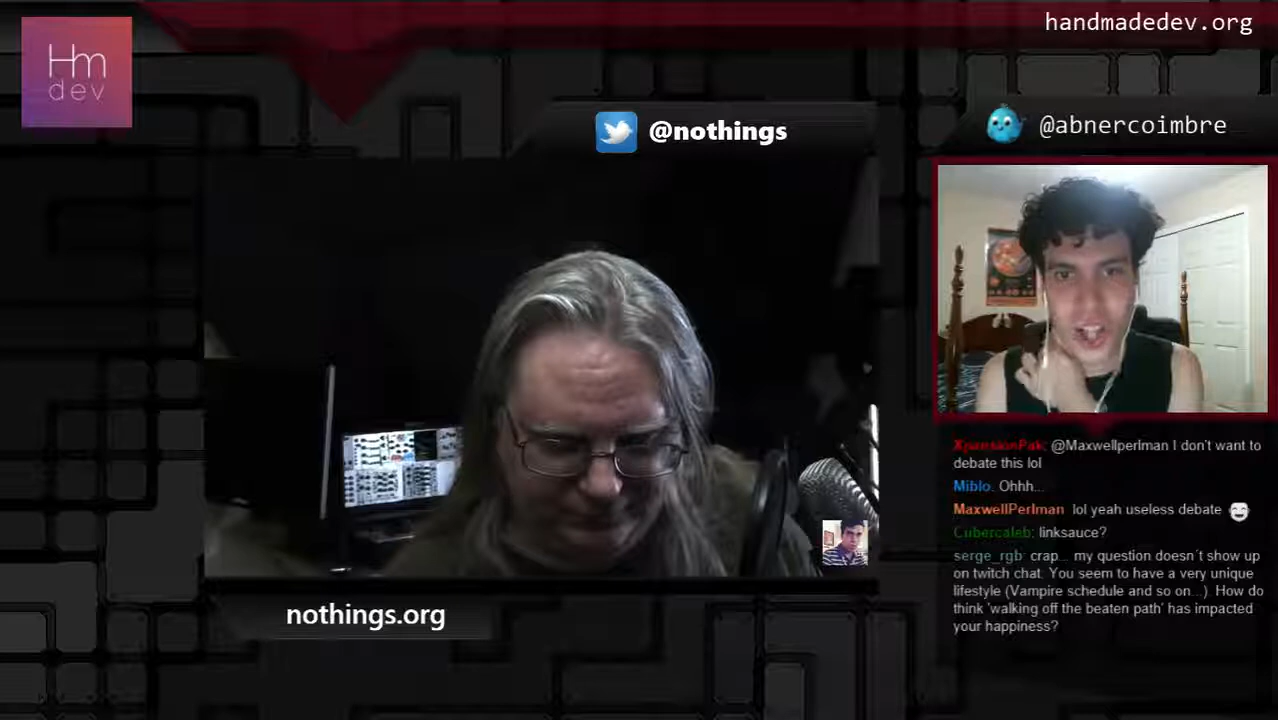 handmadedev.org
Hm
dev
@nothings
@abnercoimbre
XpansionPak: @Maxwellperlman I don't want to
debate this lol
Miblo: Ohhh...
MaxwellPerlman: lol yeah useless debate
Cubercaleb: linksauce?
serge_rgb: crap... my question doesn´t show up
on twitch chat. You seem to have a very unique
lifestyle (Vampire schedule and so on...). How do
think 'walking off the beaten path' has impacted
your happiness?
nothings.org